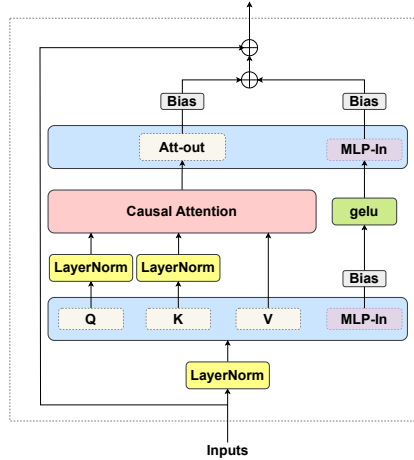 Bias
Bias
Att-out
MLP-In
Causal Attention
gelu
LayerNorm
LayerNorm
Bias
Q
K
V
MLP-In
LayerNorm
Inputs